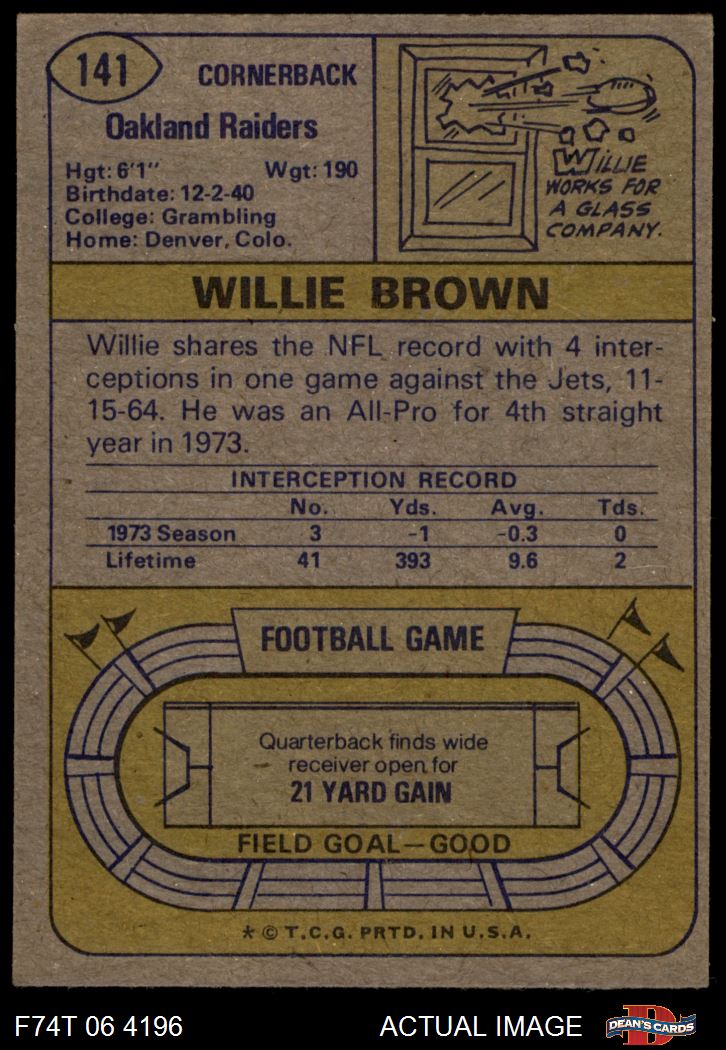 141
CORNERBACK
Oakland Raiders
Hgt: 6'1" Wgt: 190
Birthdate: 12-2-40
College: Grambling
Home: Denver, Colo.
WILLIE
WORKS FOR
A GLASS
COMPANY.
WILLIE BROWN
Willie shares the NFL record with 4 inter-
ceptions in one game against the Jets, 11-
15-64. He was an All-Pro for 4th straight
year in 1973.
INTERCEPTION RECORD
No. Yds. Avg. Tds.
1973 Season 3 -1 -0.3 0
Lifetime 41 393 9.6 2
FOOTBALL GAME
Quarterback finds wide
receiver open for
21 YARD GAIN
FIELD GOAL—GOOD
* © T.C.G. PRTD. IN U.S.A.
F74T 06 4196 ACTUAL IMAGE D DEAN'S CARDS